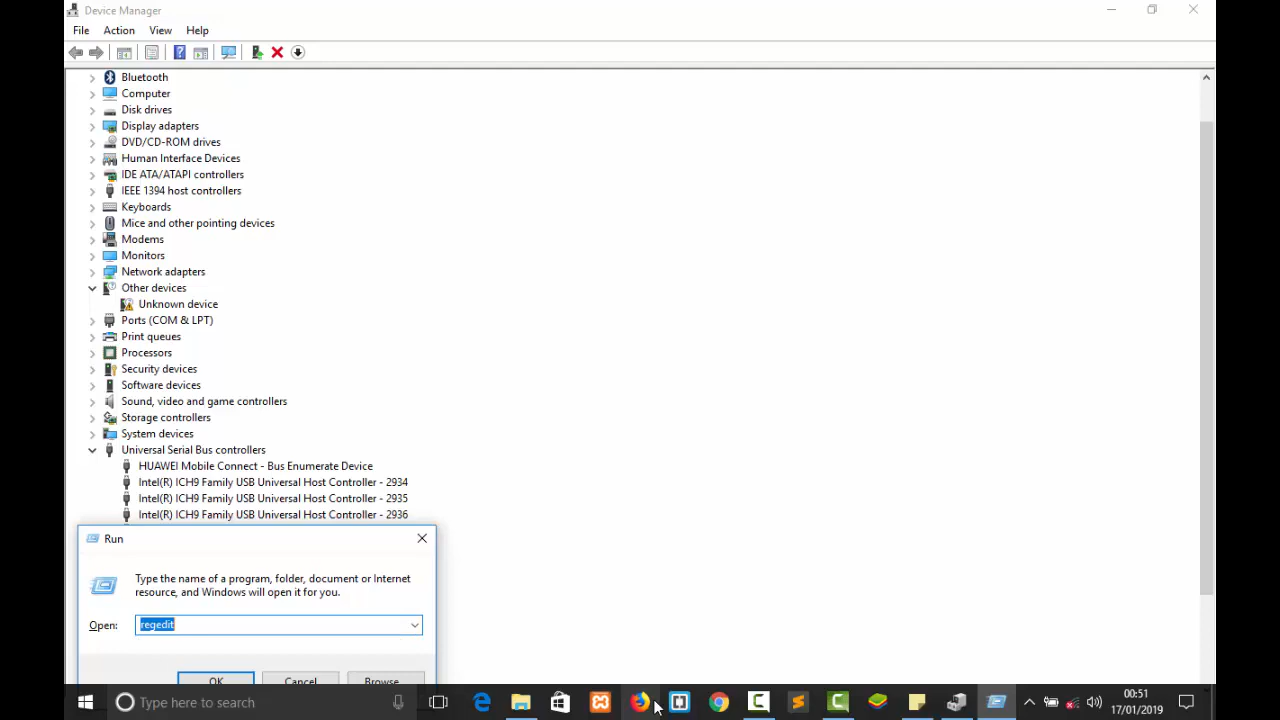 Device Manager
File Action View Help
Bluetooth
Computer
Disk drives
Display adapters
DVD/CD-ROM drives
Human Interface Devices
IDE ATA/ATAPI controllers
IEEE 1394 host controllers
Keyboards
Mice and other pointing devices
Modems
Monitors
Network adapters
Other devices
Unknown device
Ports (COM & LPT)
Print queues
Processors
Security devices
Software devices
Sound, video and game controllers
Storage controllers
System devices
Universal Serial Bus controllers
HUAWEI Mobile Connect - Bus Enumerate Device
Intel(R) ICH9 Family USB Universal Host Controller - 2934
Intel(R) ICH9 Family USB Universal Host Controller - 2935
Intel(R) ICH9 Family USB Universal Host Controller - 2936
Run
Type the name of a program, folder, document or Internet
resource, and Windows will open it for you.
Open: regedit
OK Cancel Browse
Type here to search
00:51
17/01/2019